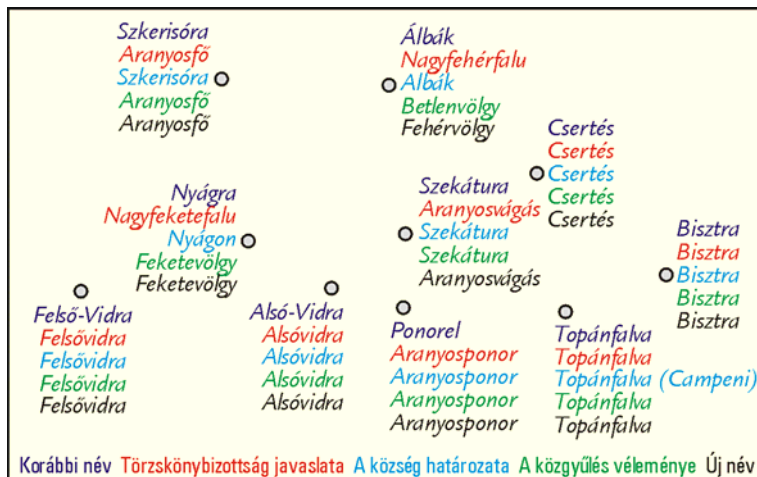 Szkerisóra
Aranyosfő
Szkerisóra
Aranyosfő
Aranyosfő
Álbák
Nagyfehérfalu
Albák
Betlenvölgy
Fehérvölgy
Csertés
Csertés
Csertés
Csertés
Csertés
Nyágra
Nagyfeketefalu
Nyágon
Feketevölgy
Feketevölgy
Szekátura
Aranyosvágás
Szekátura
Szekátura
Aranyosvágás
Bisztra
Bisztra
Bisztra
Bisztra
Bisztra
Felső-Vidra
Felsővidra
Felsővidra
Felsővidra
Felsővidra
Alsó-Vidra
Alsóvidra
Alsóvidra
Alsóvidra
Alsóvidra
Ponorel
Aranyosponor
Aranyosponor
Aranyosponor
Aranyosponor
Topánfalva
Topánfalva
Topánfalva (Campeni)
Topánfalva
Topánfalva
Korábbi név Törzskönybizottság javaslata A község határozata A közgyűlés véleménye Új név